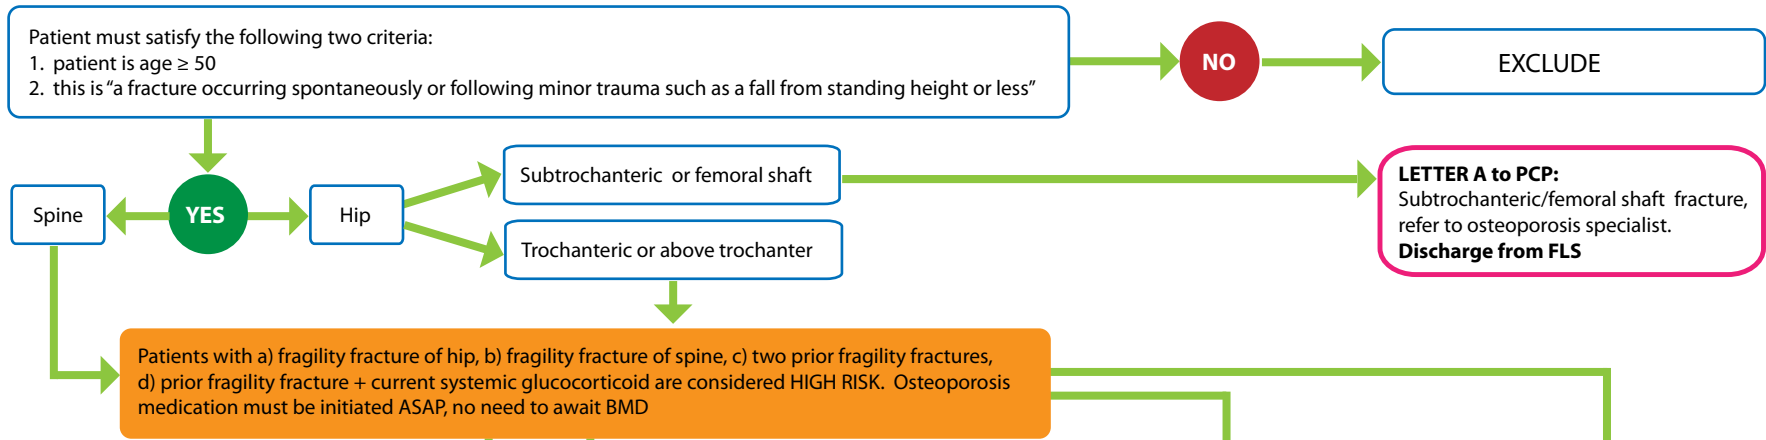 Patient must satisfy the following two criteria:
1. patient is age ≥ 50
2. this is “a fracture occurring spontaneously or following minor trauma such as a fall from standing height or less”
NO
EXCLUDE
Spine
YES
Hip
Subtrochanteric or femoral shaft
Trochanteric or above trochanter
LETTER A to PCP:
Subtrochanteric/femoral shaft fracture,
refer to osteoporosis specialist.
Discharge from FLS
Patients with a) fragility fracture of hip, b) fragility fracture of spine, c) two prior fragility fractures,
d) prior fragility fracture + current systemic glucocorticoid are considered HIGH RISK. Osteoporosis
medication must be initiated ASAP, no need to await BMD